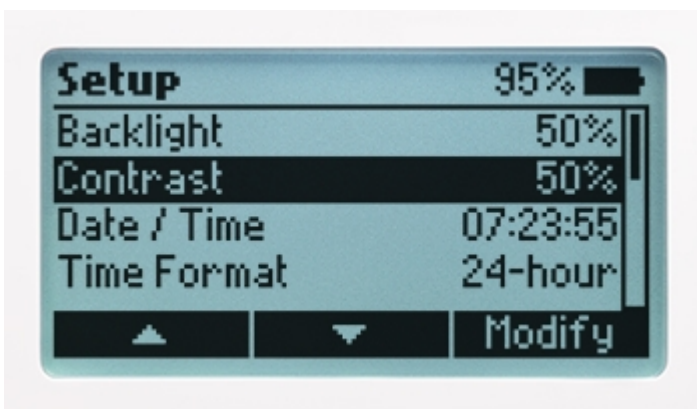 Setup 95%
Backlight 50%
Contrast 50%
Date / Time 07:23:55
Time Format 24-hour
Modify